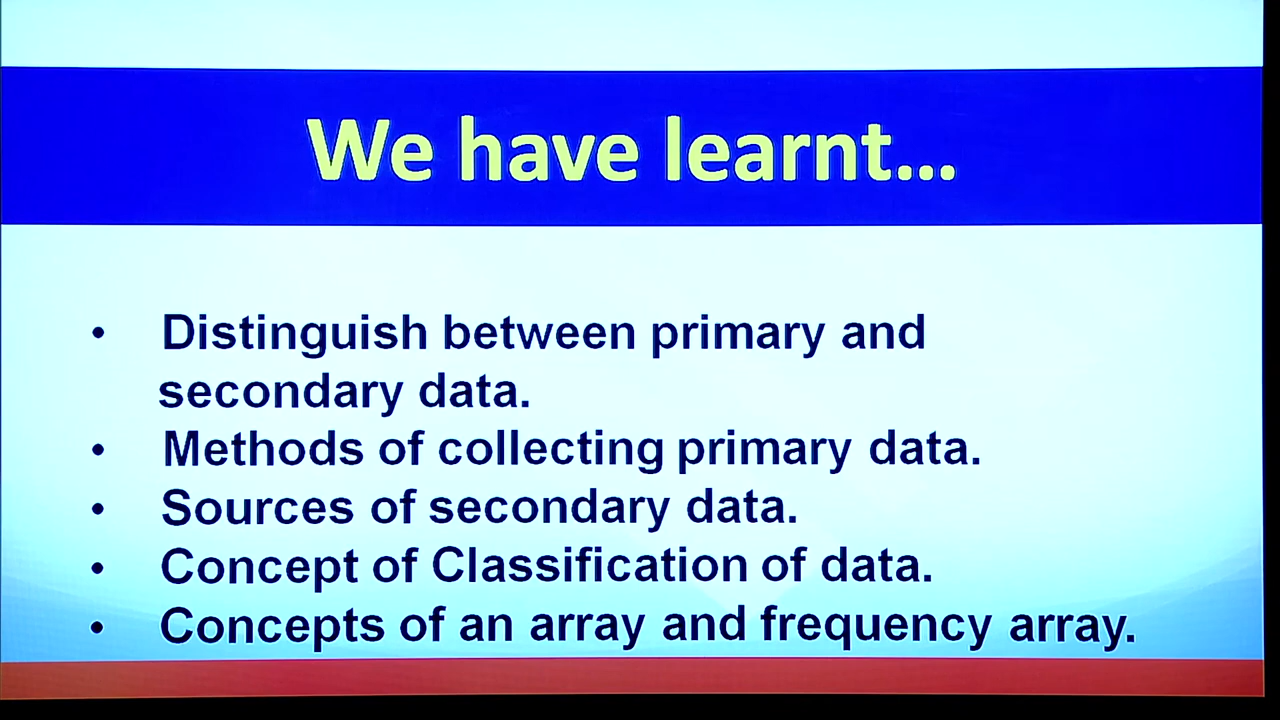 We have learnt...
• Distinguish between primary and
secondary data.
• Methods of collecting primary data.
• Sources of secondary data.
• Concept of Classification of data.
• Concepts of an array and frequency array.